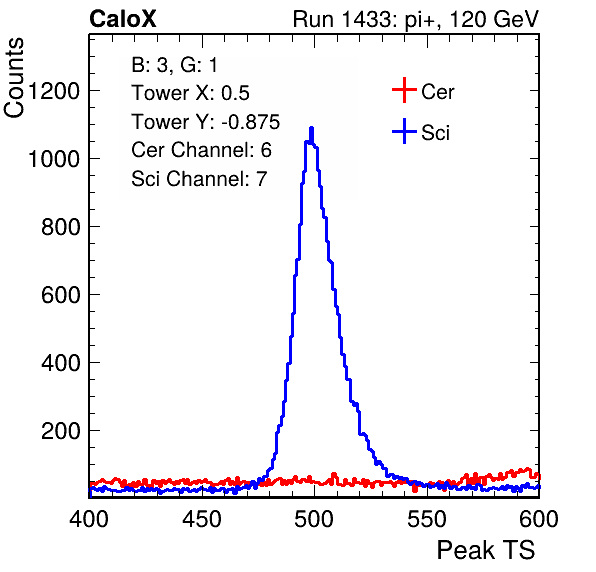 CaloX Run 1433: pi+, 120 GeV
Counts
B: 3, G: 1
Tower X: 0.5
Tower Y: -0.875
Cer Channel: 6
Sci Channel: 7
Cer
Sci
1200
1000
800
600
400
200
400 450 500 550 600
Peak TS